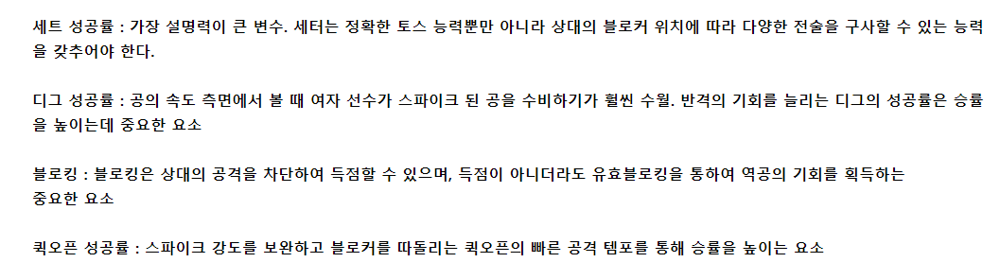 세트 성공률 : 가장 설명력이 큰 변수. 세터는 정확한 토스 능력뿐만 아니라 상대의 블로커 위치에 따라 다양한 전술을 구사할 수 있는 능력
을 갖추어야 한다.
디그 성공률 : 공의 속도 측면에서 볼 때 여자 선수가 스파이크 된 공을 수비하기가 훨씬 수월. 반격의 기회를 늘리는 디그의 성공률은 승률
을 높이는데 중요한 요소
블로킹 : 블로킹은 상대의 공격을 차단하여 득점할 수 있으며, 득점이 아니더라도 유효블로킹을 통하여 역공의 기회를 획득하는
중요한 요소
퀵오픈 성공률 : 스파이크 강도를 보완하고 블로커를 따돌리는 퀵오픈의 빠른 공격 템포를 통해 승률을 높이는 요소